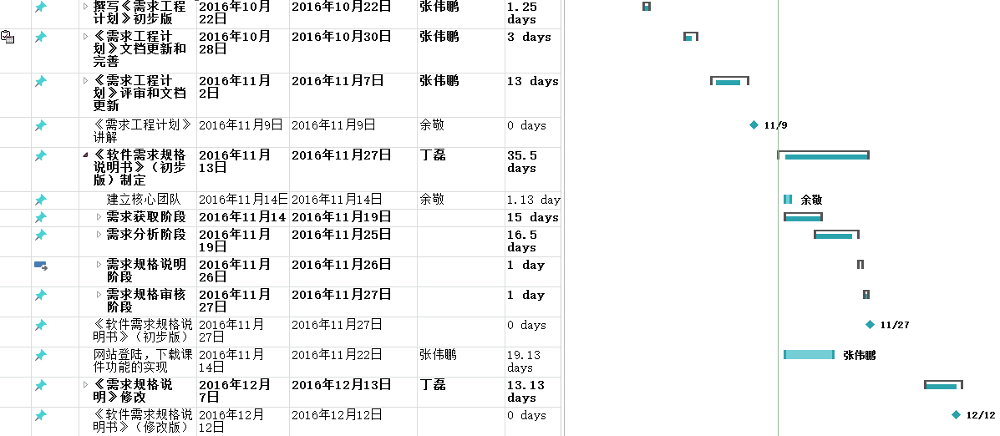 撰写《需求工程 2016年10月 2016年10月22日 张伟鹏 1.25
计划》初步版 22日 days
《需求工程计 2016年10月 2016年10月30日 张伟鹏 3 days
划》文档更新和 28日
完善
《需求工程计 2016年11月 2016年11月7日 张伟鹏 13 days
划》评审和文档 2日
更新
《需求工程计划》 2016年11月9日 2016年11月9日 余敬 0 days 11/9
讲解
《软件需求规格 2016年11月 2016年11月27日 丁磊 35.5
说明书》（初步 13日 days
版）制定
建立核心团队 2016年11月14日 2016年11月14日 余敬 1.13 day 余敬
需求获取阶段 2016年11月14 2016年11月19日 15 days
需求分析阶段 2016年11月 2016年11月25日 16.5
19日 days
需求规格说明 2016年11月 2016年11月26日 1 day
阶段 26日
需求规格审核 2016年11月 2016年11月27日 1 day
阶段 27日
《软件需求规格说 2016年11月 2016年11月27日 0 days 11/27
明书》（初步版） 27日
网站登陆，下载课 2016年11月 2016年11月22日 张伟鹏 19.13 张伟鹏
件功能的实现 14日 days
《需求规格说 2016年12月 2016年12月13日 丁磊 13.13
明》修改 7日 days
《软件需求规格说 2016年12月 2016年12月12日 0 days 12/12
明书》（修改版） 12日